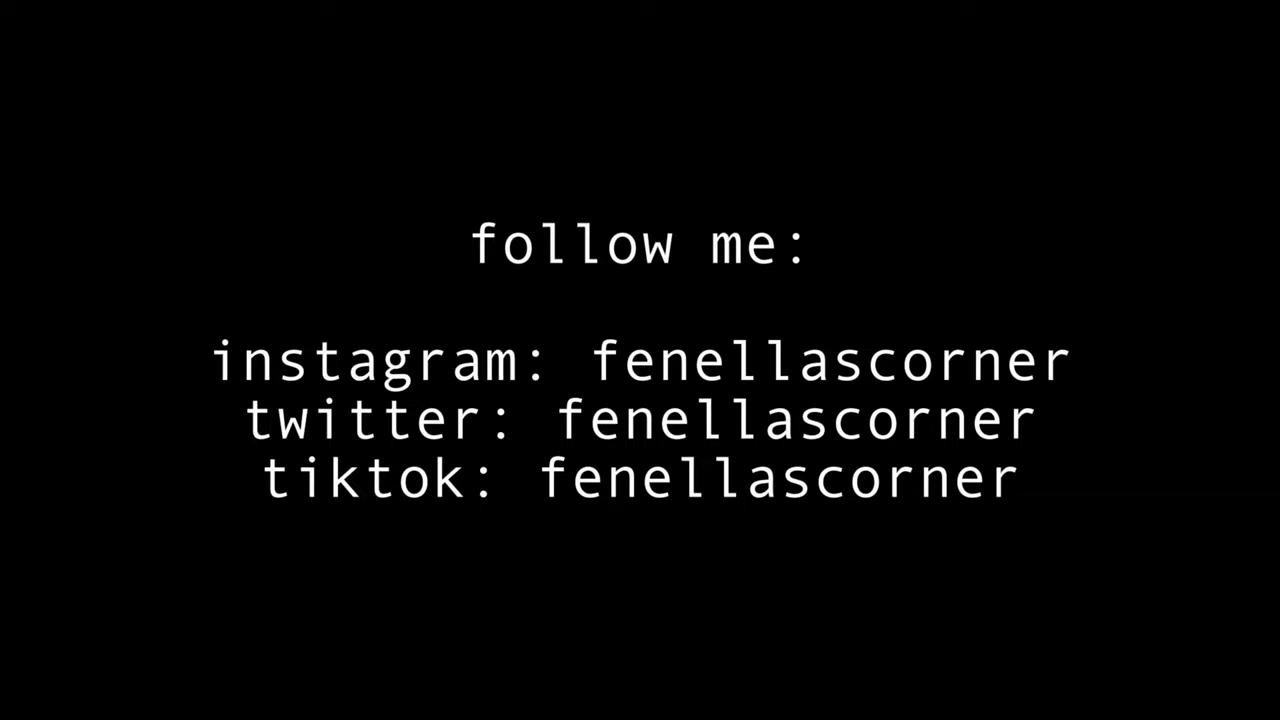 follow me:
instagram: fenellascorner
twitter: fenellascorner
tiktok: fenellascorner